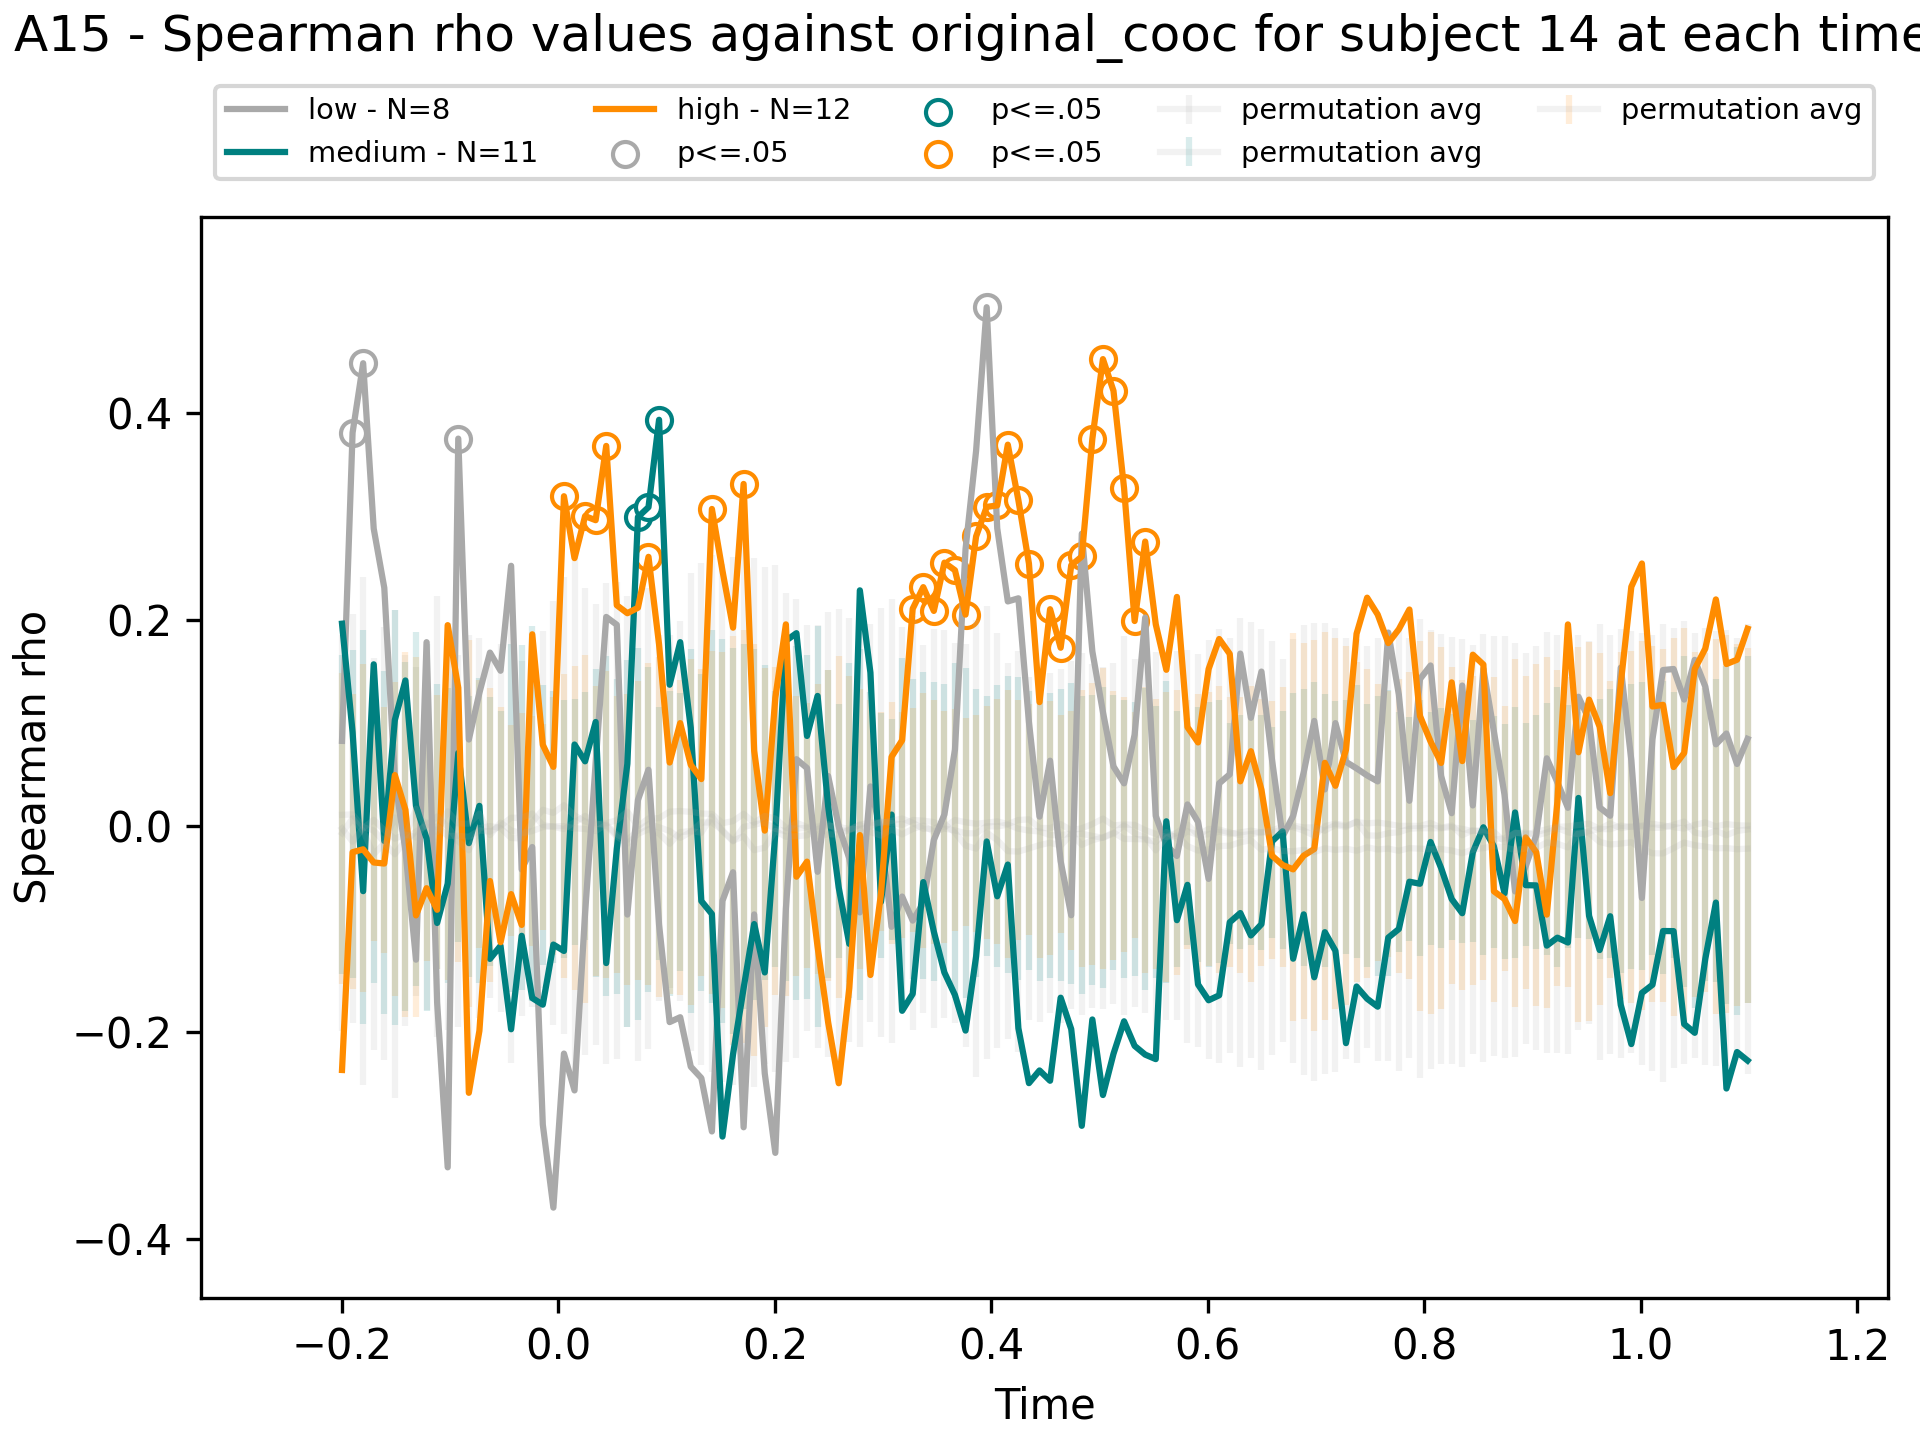 A15 - Spearman rho values against original_cooc for subject 14 at each time
low - N=8
medium - N=11
high - N=12
p<=.05
p<=.05
p<=.05
permutation avg
permutation avg
permutation avg
Spearman rho
0.4
0.2
0.0
−0.2
−0.4
−0.2 0.0 0.2 0.4 0.6 0.8 1.0 1.2
Time